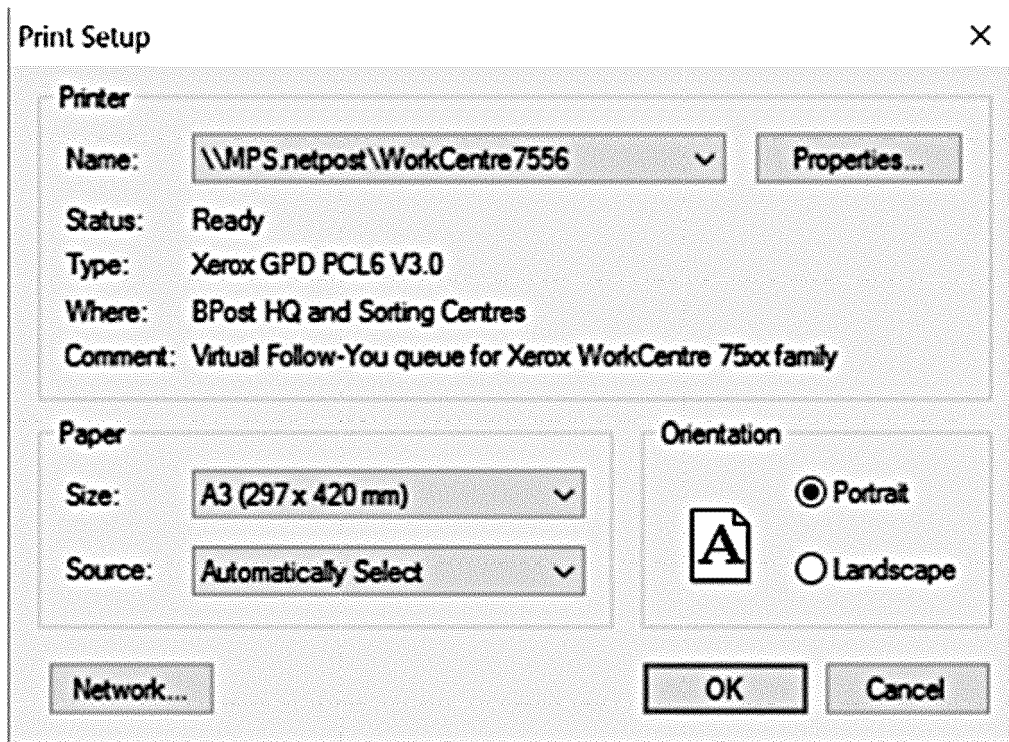 Print Setup
Printer
Name: \\MPS.netpost\WorkCentre7556 Properties...
Status: Ready
Type: Xerox GPD PCL6 V3.0
Where: BPost HQ and Sorting Centres
Comment: Virtual Follow-You queue for Xerox WorkCentre 75xx family
Paper
Size: A3 (297 x 420 mm)
Source: Automatically Select
Orientation
A
Portrait
Landscape
Network... OK Cancel